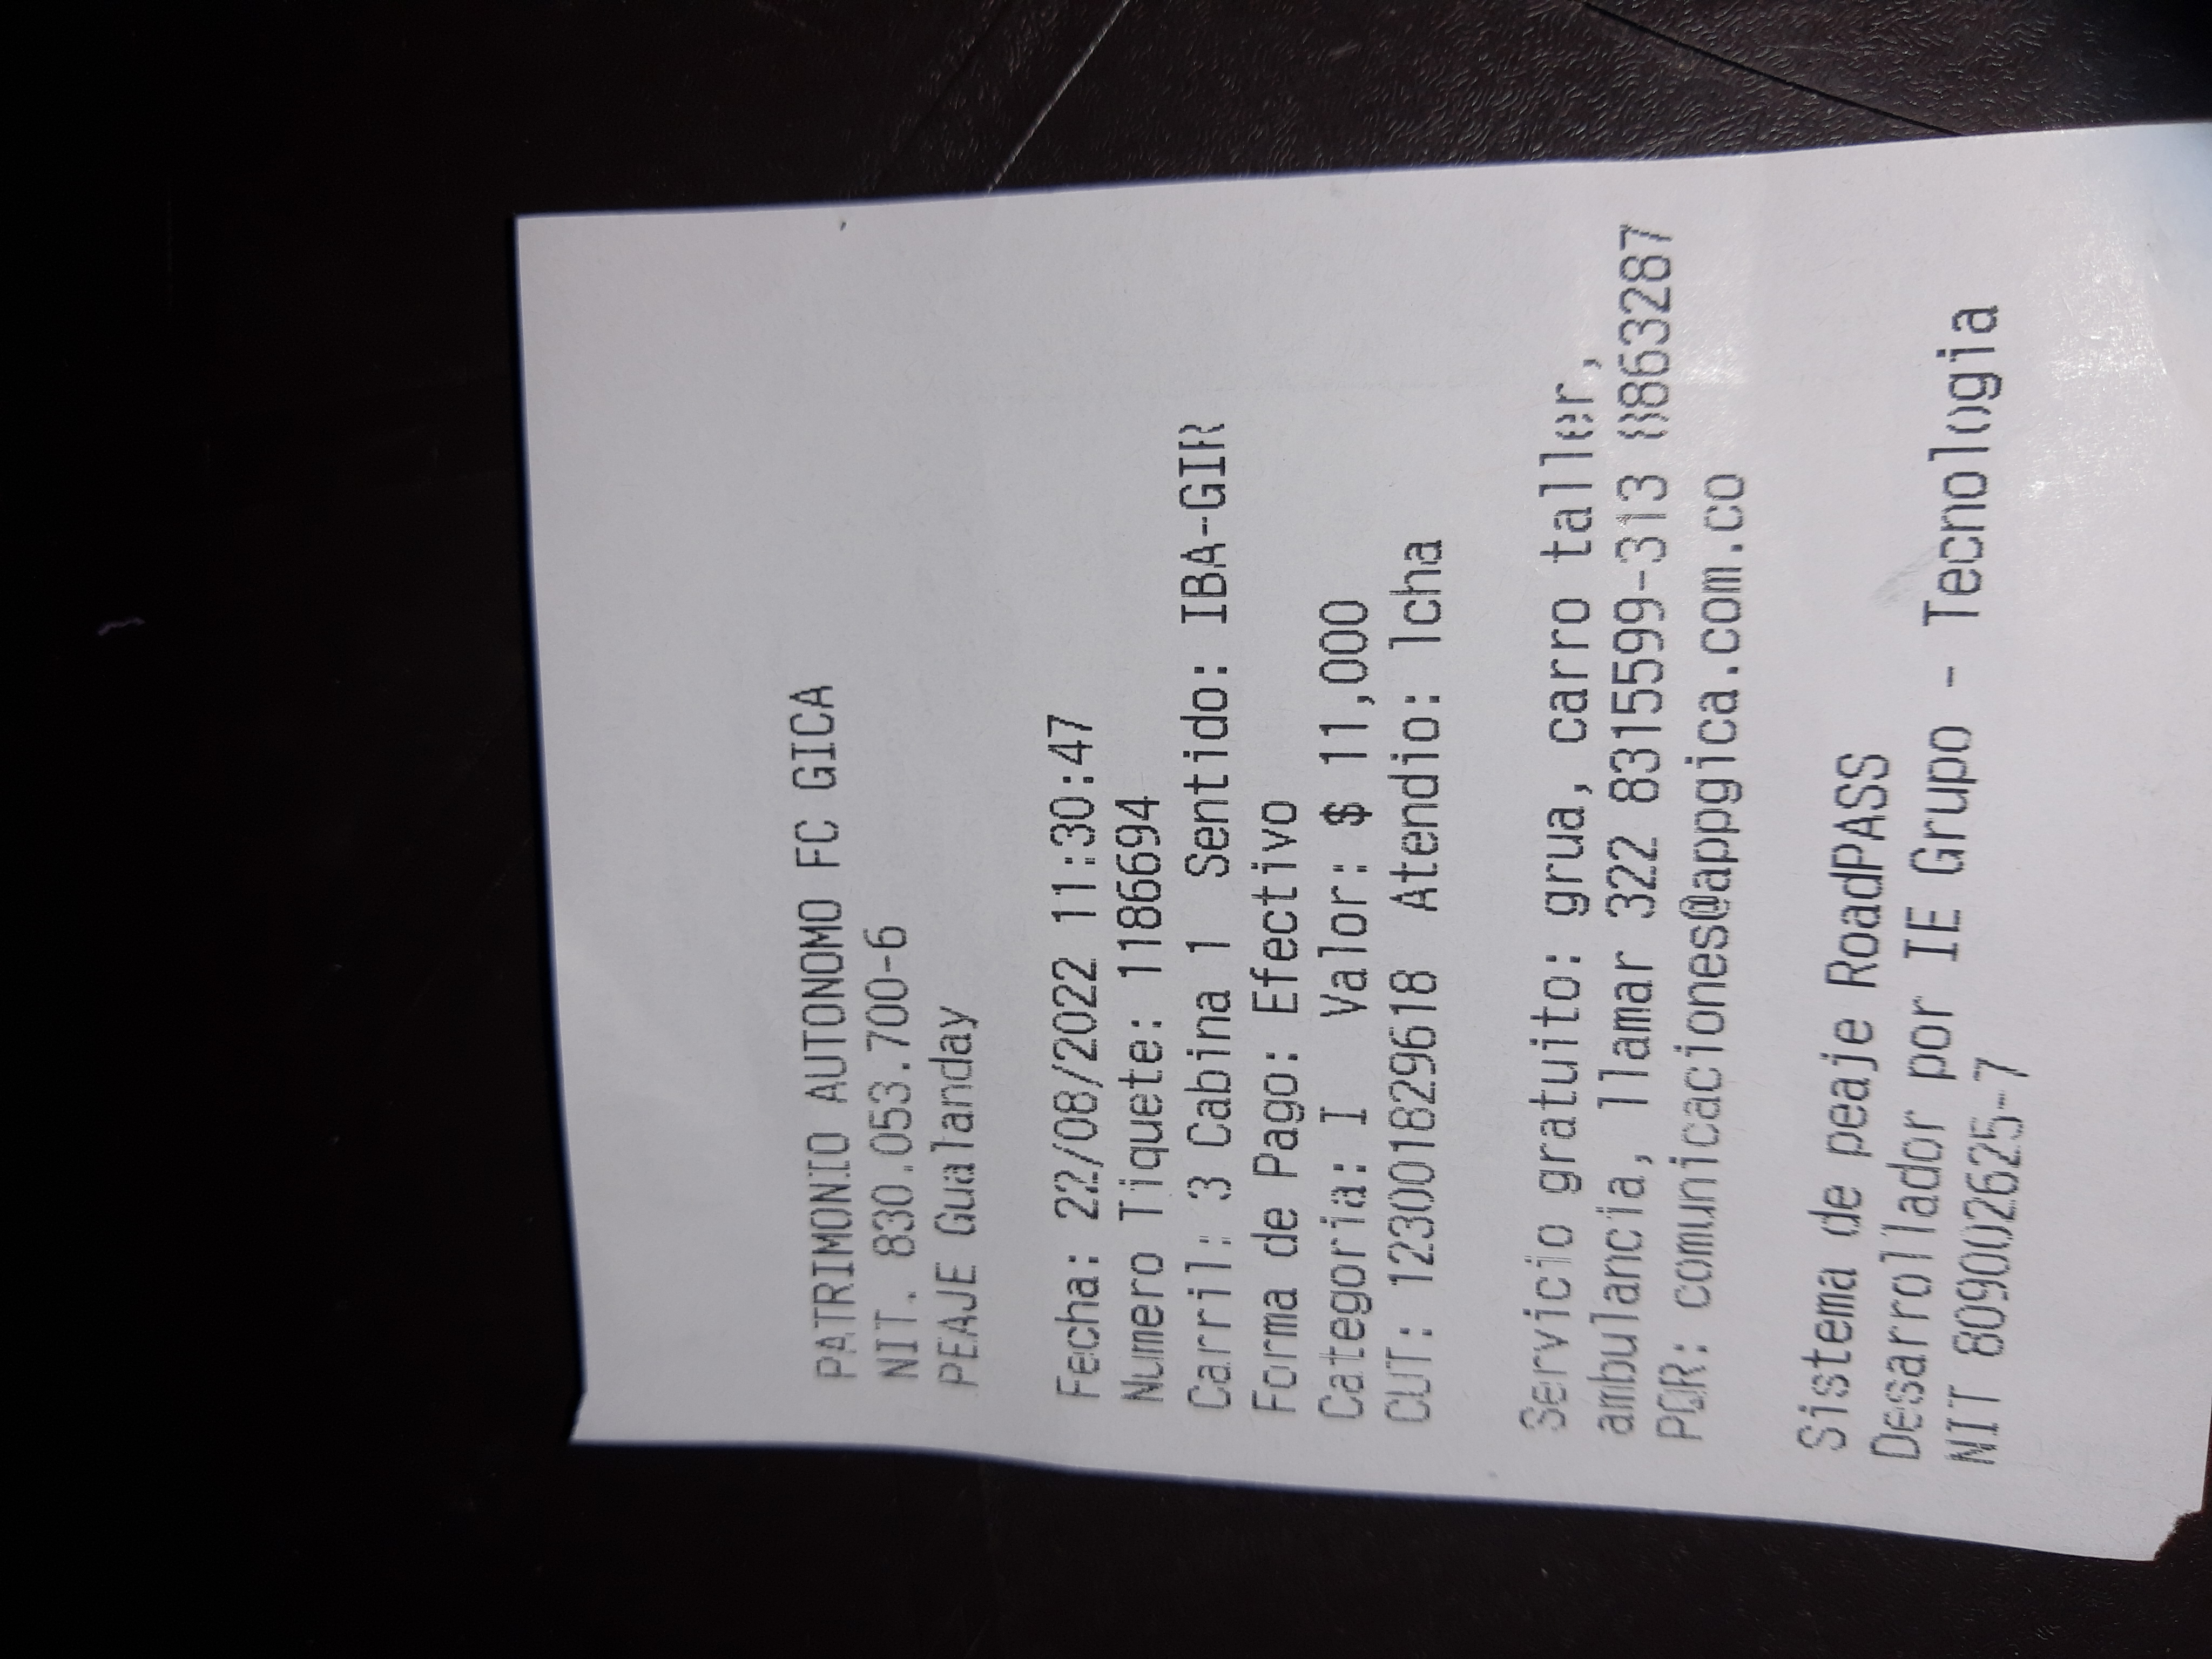 PATRIMONIO AUTONOMO FC GICA
NIT. 830.053.700-6
PEAJE Gualanday
Fecha: 22/08/2022 11:30:47
Numero Tiquete: 1186694
Carril: 3 Cabina 1 Sentido: IBA-GIR
Forma de Pago: Efectivo
Categoria: I Valor: $ 11,000
CUT: 12300182961８ Atendio: lcha
Servicio gratuito: grua, carro taller,
ambulancia, llamar 322 8315599-313 8863287
PQR: comunicaciones@appgica.com.co
Sistema de peaje RoadPASS
Desarrollador por IE Grupo - Tecnologia
NIT 809002625-7